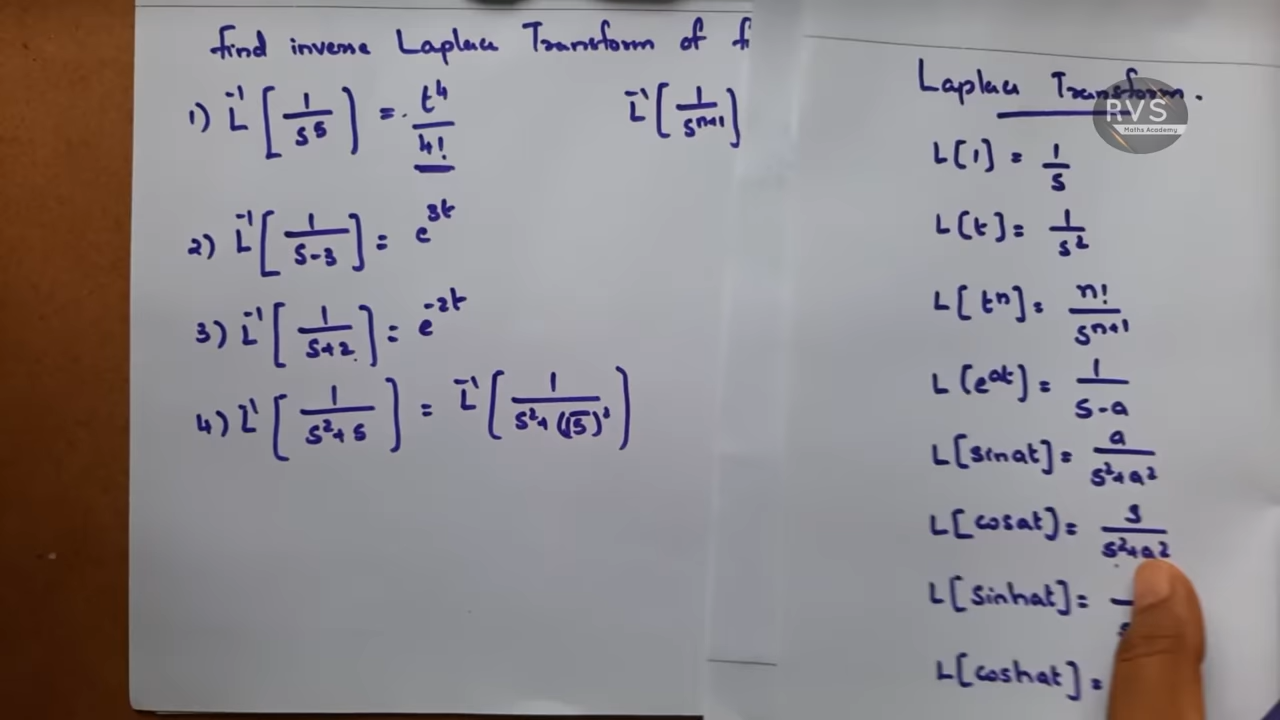 find inverse Laplace Transform of f
1) L⁻¹[1/s⁵] = t⁴/4!
L⁻¹[1/sⁿ⁺¹]
2) L⁻¹[1/s-3] = e³ᵗ
3) L⁻¹[1/s+2] = e⁻²ᵗ
4) L⁻¹[1/s²+5] = L⁻¹[1/s²+(√5)²]
Laplace Transform.
RVS
Maths Academy
L[1] = 1/s
L[t] = 1/s²
L[tⁿ] = n!/sⁿ⁺¹
L[eᵃᵗ] = 1/s-a
L[sinat] = a/s²+a²
L[cosat] = s/s²+a²
L[sinhat] =
L[coshat] =